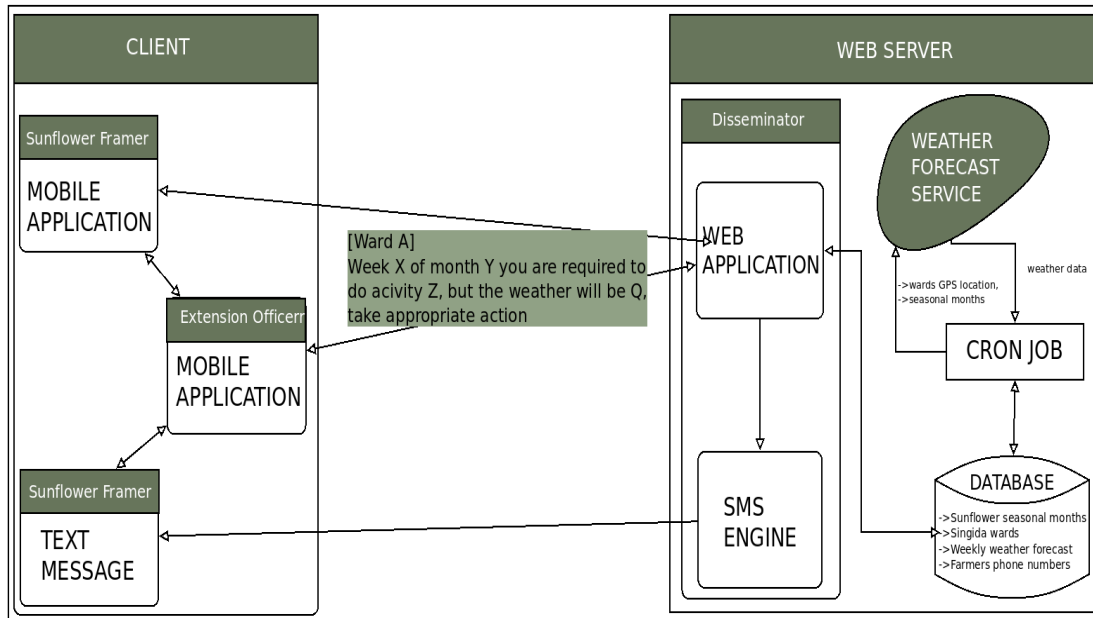 CLIENT
Sunflower Framer
MOBILE
APPLICATION
Extension Officerr
MOBILE
APPLICATION
Sunflower Framer
TEXT
MESSAGE
[Ward A]
Week X of month Y you are required to
do acivity Z, but the weather will be Q,
take appropriate action
WEB SERVER
Disseminator
WEB
APPLICATION
SMS
ENGINE
WEATHER
FORECAST
SERVICE
weather data
->wards GPS location,
->seasonal months
CRON JOB
DATABASE
->Sunflower seasonal months
->Singida wards
->Weekly weather forecast
->Farmers phone numbers